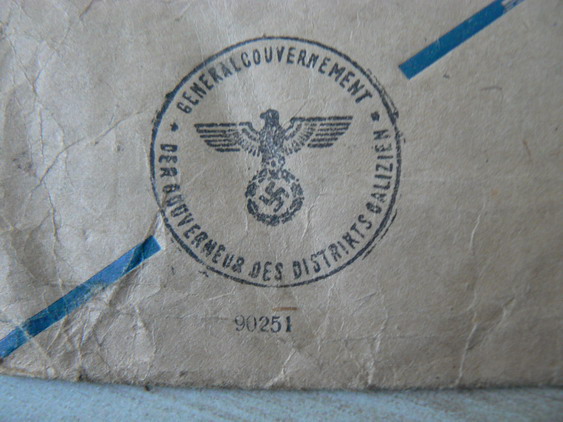 GENERALGOUVERNEMENT
DER GOUVERNEUR DES DISTRIKTS GALIZIEN
90251